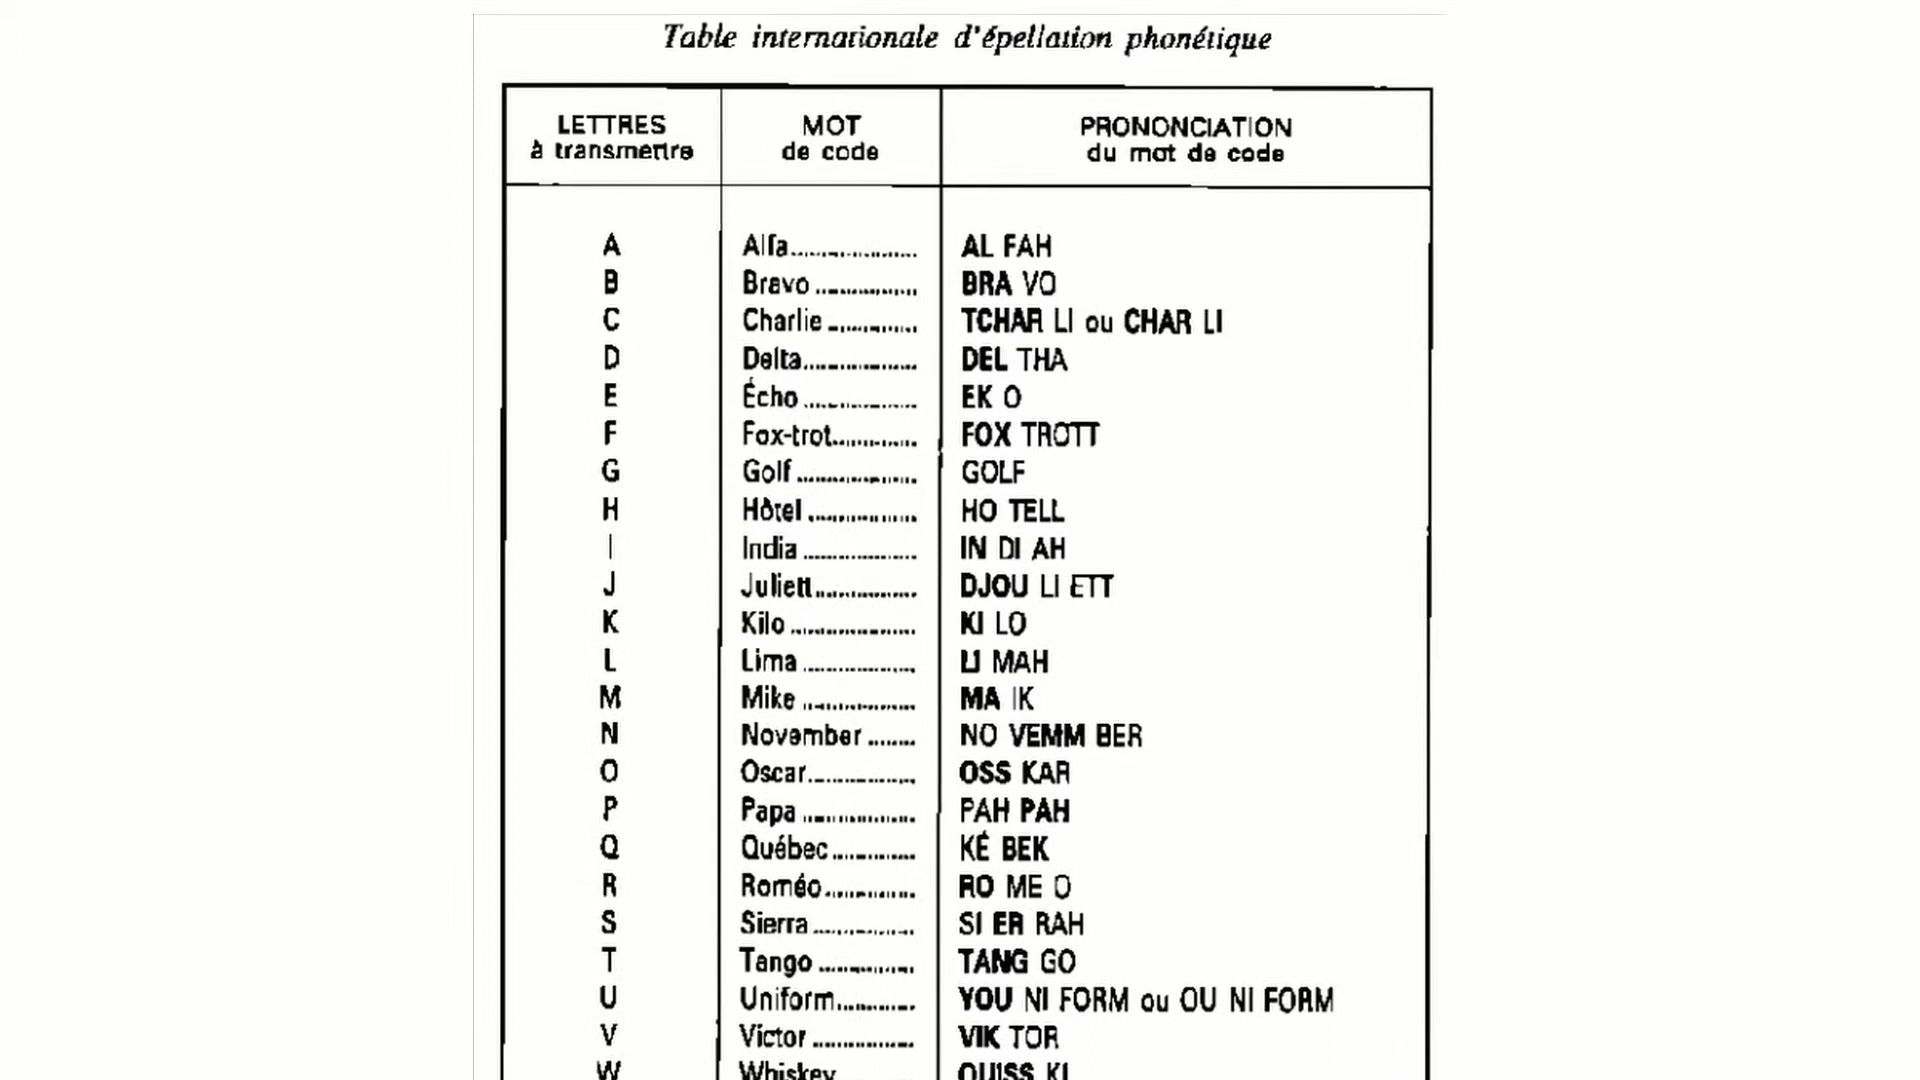 Table internationale d'épellation phonétique
LETTRES à transmettre MOT de code PRONONCIATION du mot de code
A Alfa AL FAH
B Bravo BRA VO
C Charlie TCHAR LI ou CHAR LI
D Delta DEL THA
E Écho EK O
F Fox-trot FOX TROTT
G Golf GOLF
H Hôtel HO TELL
I India IN DI AH
J Juliett DJOU LI ETT
K Kilo KI LO
L Lima LI MAH
M Mike MA IK
N November NO VEMM BER
O Oscar OSS KAR
P Papa PAH PAH
Q Québec KÉ BEK
R Roméo RO ME O
S Sierra SI ER RAH
T Tango TANG GO
U Uniform YOU NI FORM ou OU NI FORM
V Victor VIK TOR
W Whiskey OUISS KI